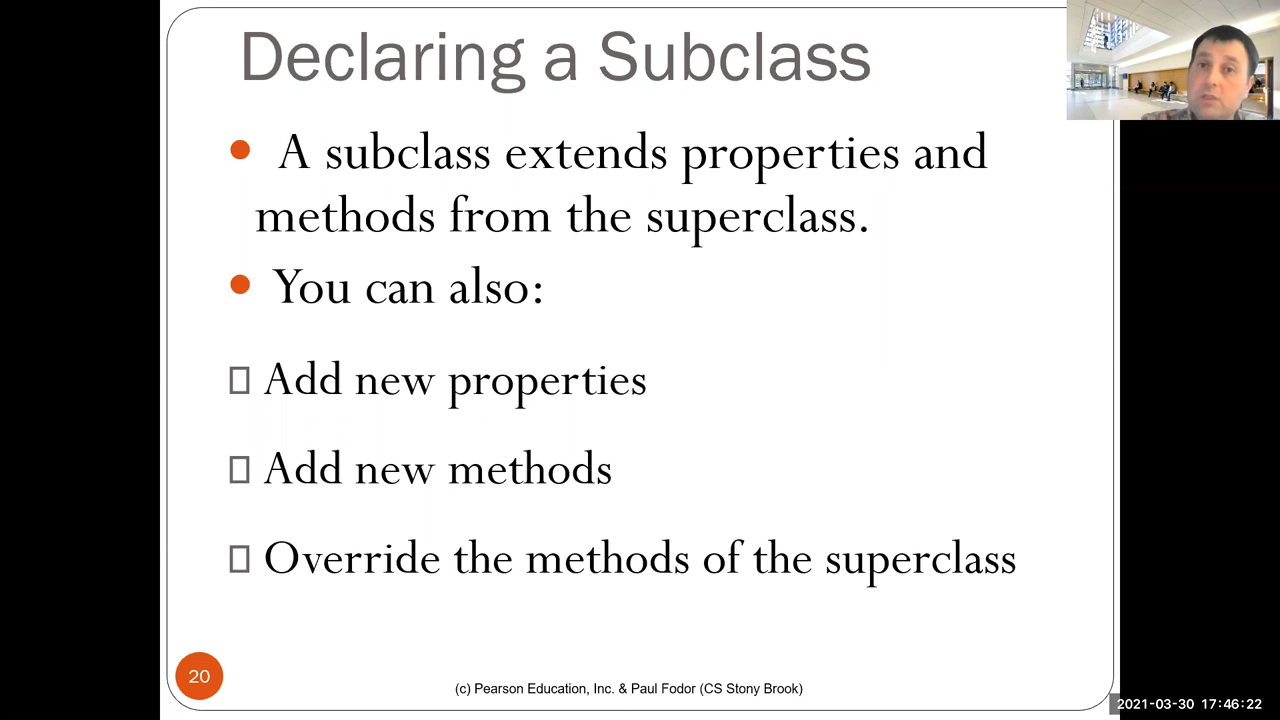 Declaring a Subclass
A subclass extends properties and
methods from the superclass.
You can also:
Add new properties
Add new methods
Override the methods of the superclass
20
(c) Pearson Education, Inc. & Paul Fodor (CS Stony Brook)
2021-03-30 17:46:22